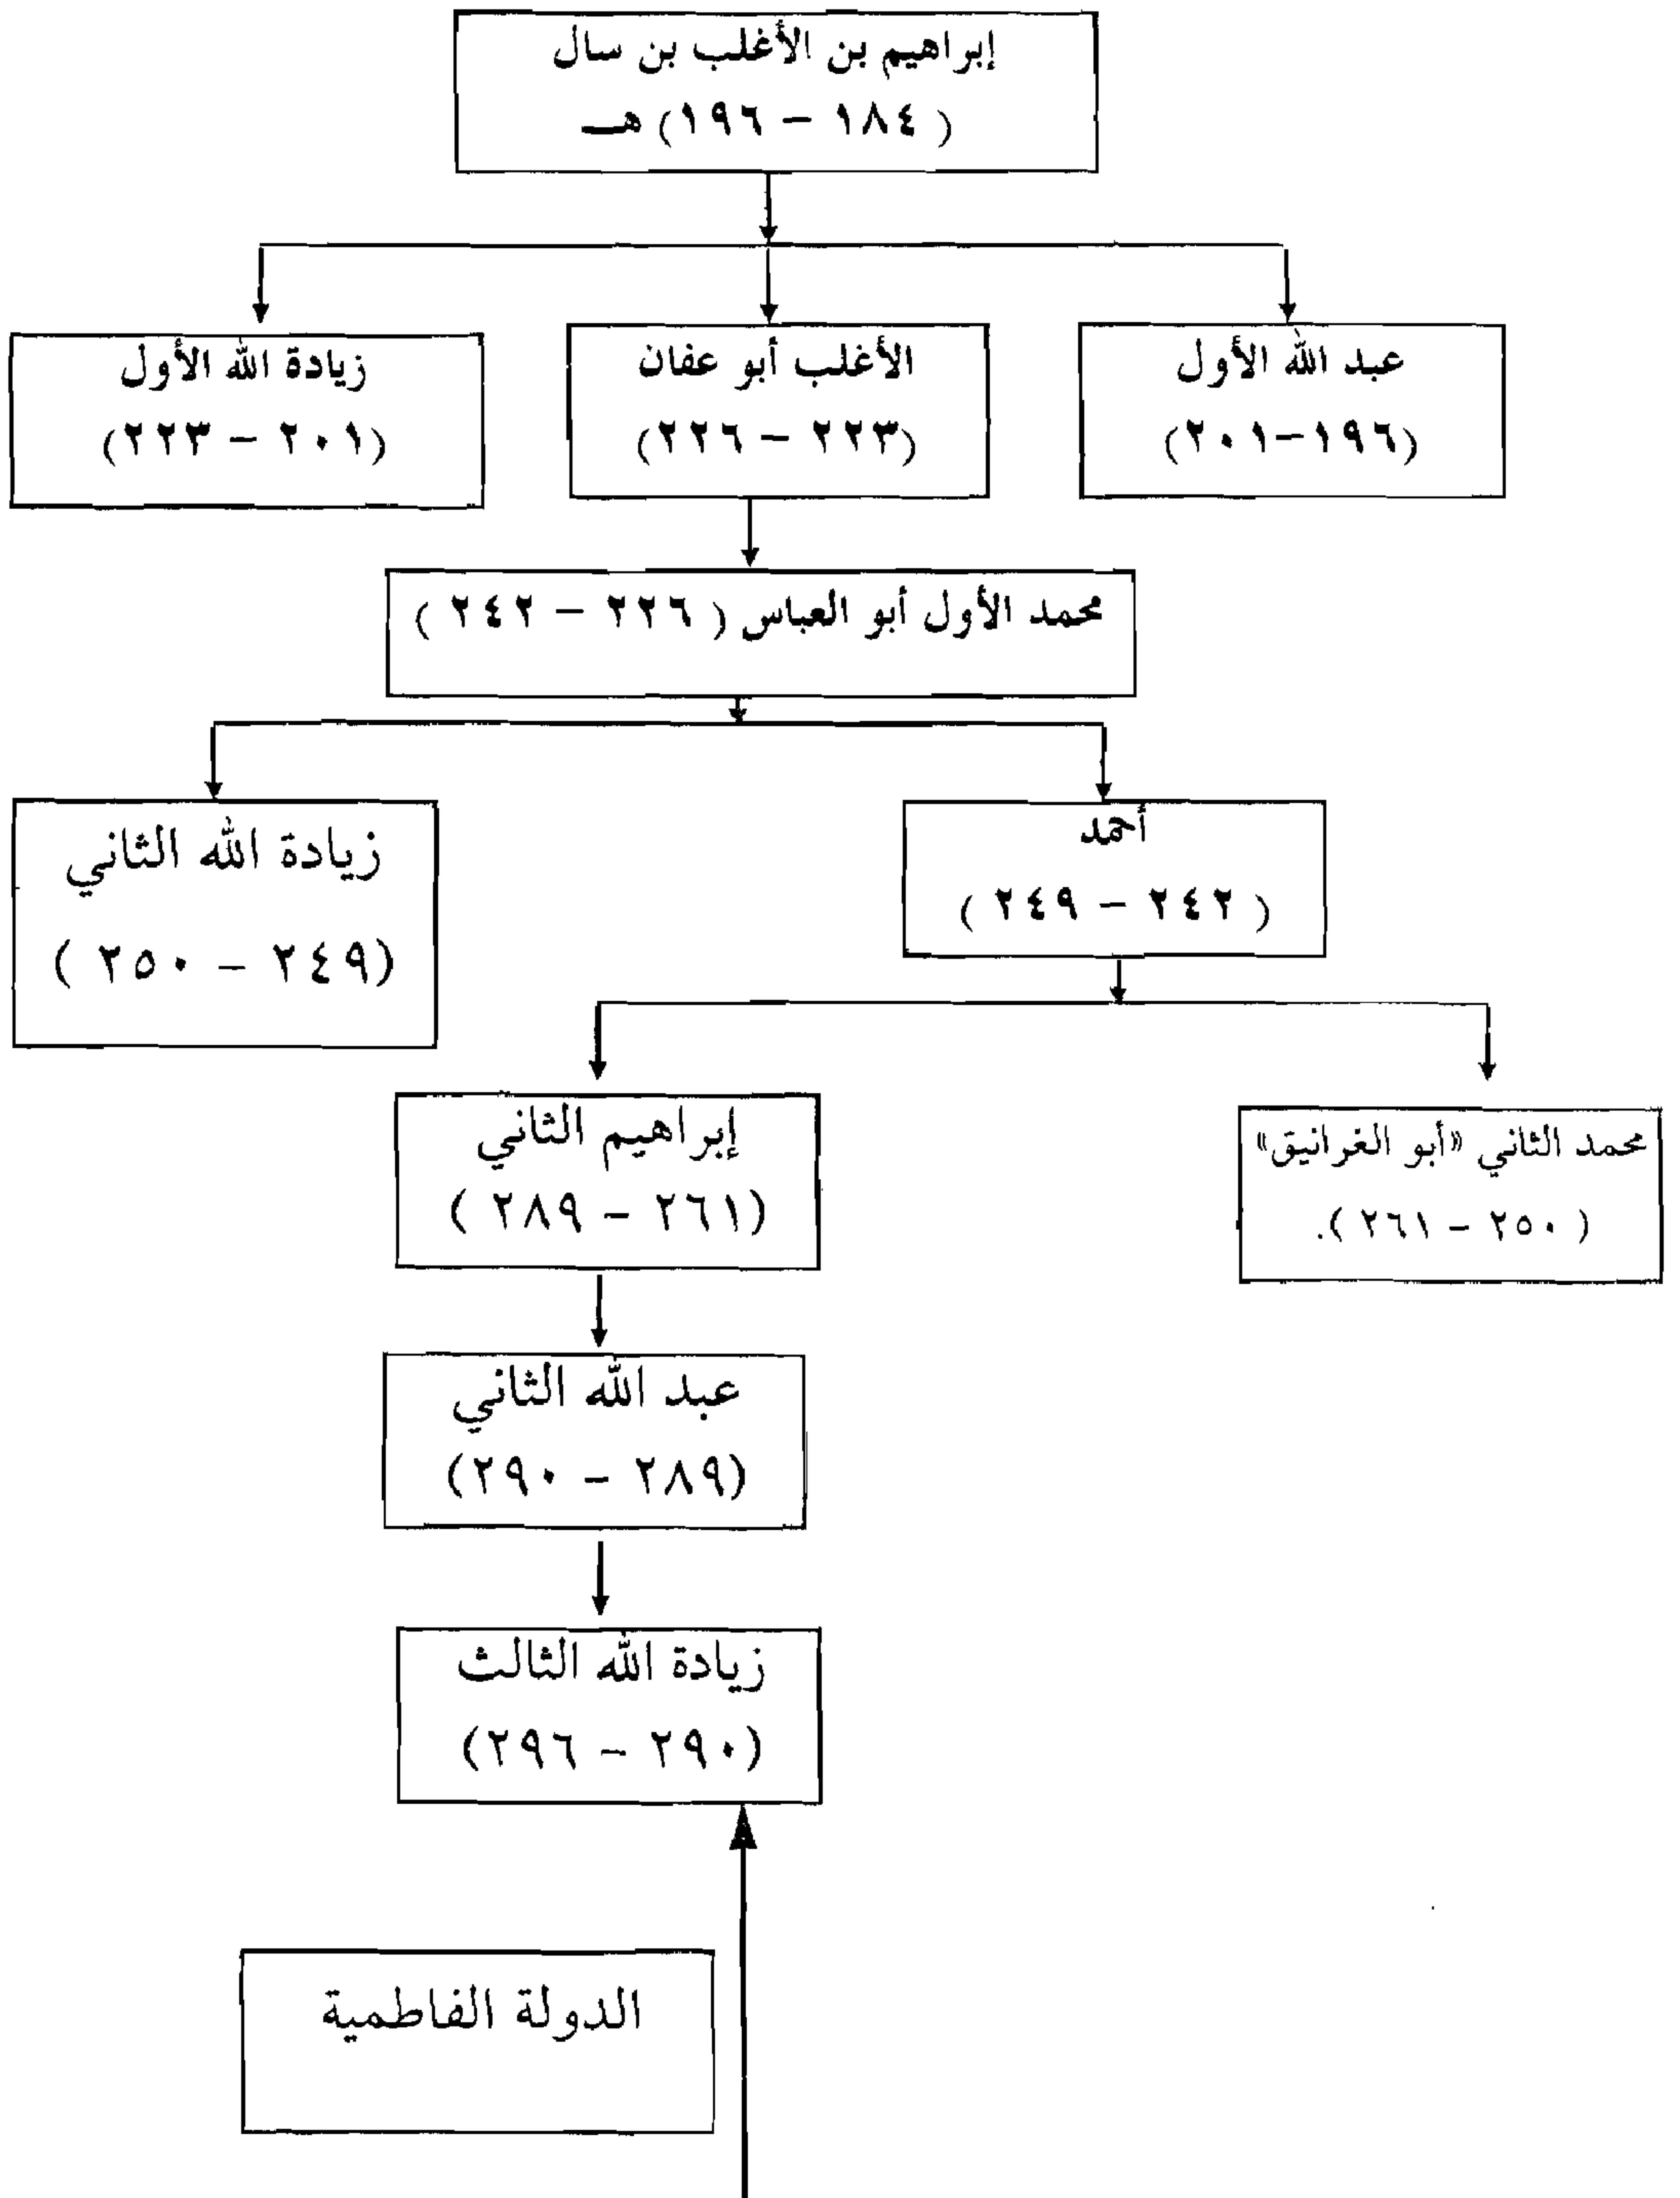 إبراهيم بن الأغلب بن سال
( ١٨٤ – ١٩٦) هـــ
عبد الله الأول
(١٩٦–٢٠١)
الأغلب أبو عفان
(٢٢٣ – ٢٢٦)
زيادة الله الأول
(٢٠١ – ٢٢٣)
محمد الأول أبو العباس ( ٢٢٦ – ٢٤٢ )
أحمد
( ٢٤٢ – ٢٤٩ )
زيادة الله الثاني
(٢٤٩ – ٢٥٠ )
محمد الثاني «أبو الغرانيق»
( ٢٥٠ – ٢٦١ ).
إبراهيم الثاني
(٢٦١ – ٢٨٩ )
عبد الله الثاني
(٢٨٩ – ٢٩٠)
زيادة الله الثالث
(٢٩٠ – ٢٩٦)
الدولة الفاطمية